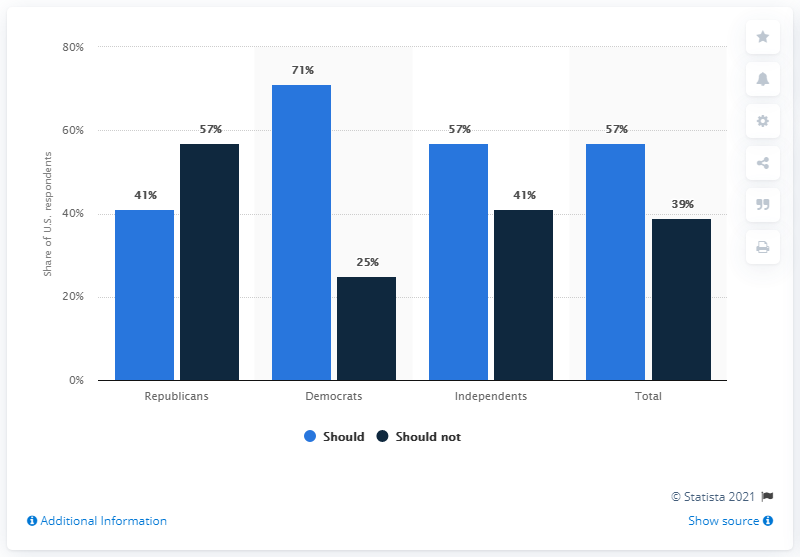 80%
71%
60%
57%
57%
57%
41%
41%
40%
39%
25%
20%
0%
Share of U.S. respondents
Republicans
Democrats
Independents
Total
Should
Should not
© Statista 2021
Additional Information
Show source